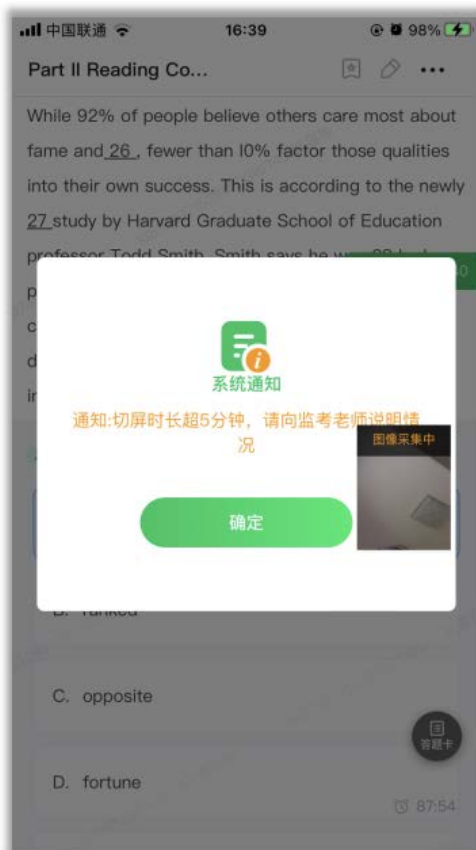 中国联通
16:39
98%
Part II Reading Co...
While 92% of people believe others care most about
fame and 26 , fewer than l0% factor those qualities
into their own success. This is according to the newly
27 study by Harvard Graduate School of Education
professor Todd Smith. Smith says he
系统通知
通知:切屏时长超5分钟，请向监考老师说明情
况
图像采集中
确定
B. ranked
C. opposite
答题卡
D. fortune
87:54